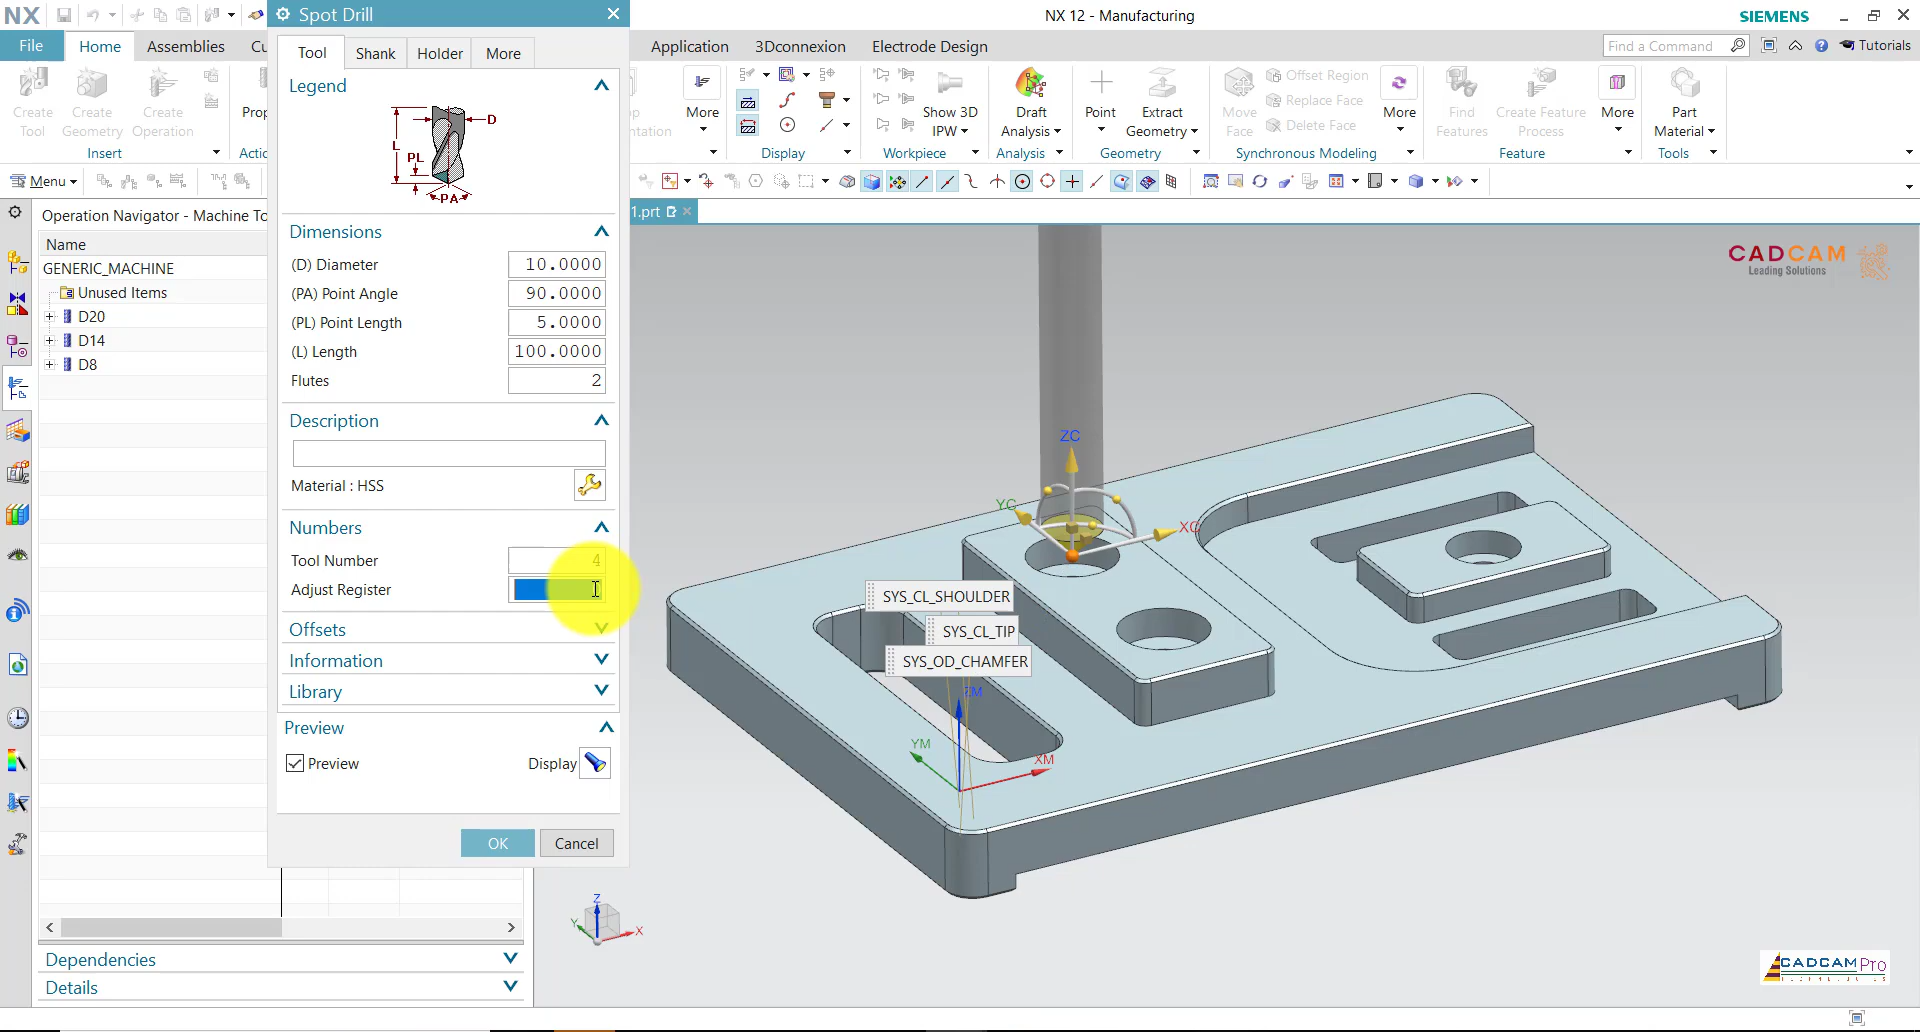 NX
Spot Drill
NX 12 - Manufacturing
SIEMENS
File
Home
Assemblies
Cu
Application
3Dconnexion
Electrode Design
Find a Command
Tutorials
Tool
Shank
Holder
More
Create Tool
Create Geometry
Create Operation
Prop
Insert
Actic
More
Display
Show 3D IPW
Workpiece
Draft Analysis
Analysis
Point
Extract Geometry
Geometry
Move Face
Offset Region
Replace Face
Delete Face
More
Synchronous Modeling
Find Features
Create Feature Process
More
Feature
Part Material
Tools
Menu
Legend
D
L
PL
PA
Dimensions
(D) Diameter 10.0000
(PA) Point Angle 90.0000
(PL) Point Length 5.0000
(L) Length 100.0000
Flutes 2
Description
Material : HSS
Numbers
Tool Number 4
Adjust Register
Offsets
Information
Library
Preview
Preview
Display
OK
Cancel
Operation Navigator - Machine To
Name
GENERIC_MACHINE
Unused Items
D20
D14
D8
Dependencies
Details
1.prt
CADCAM
Leading Solutions
ZC
YC
XC
SYS_CL_SHOULDER
SYS_CL_TIP
SYS_OD_CHAMFER
ZM
YM
XM
Z
Y
X
CADCAM Pro